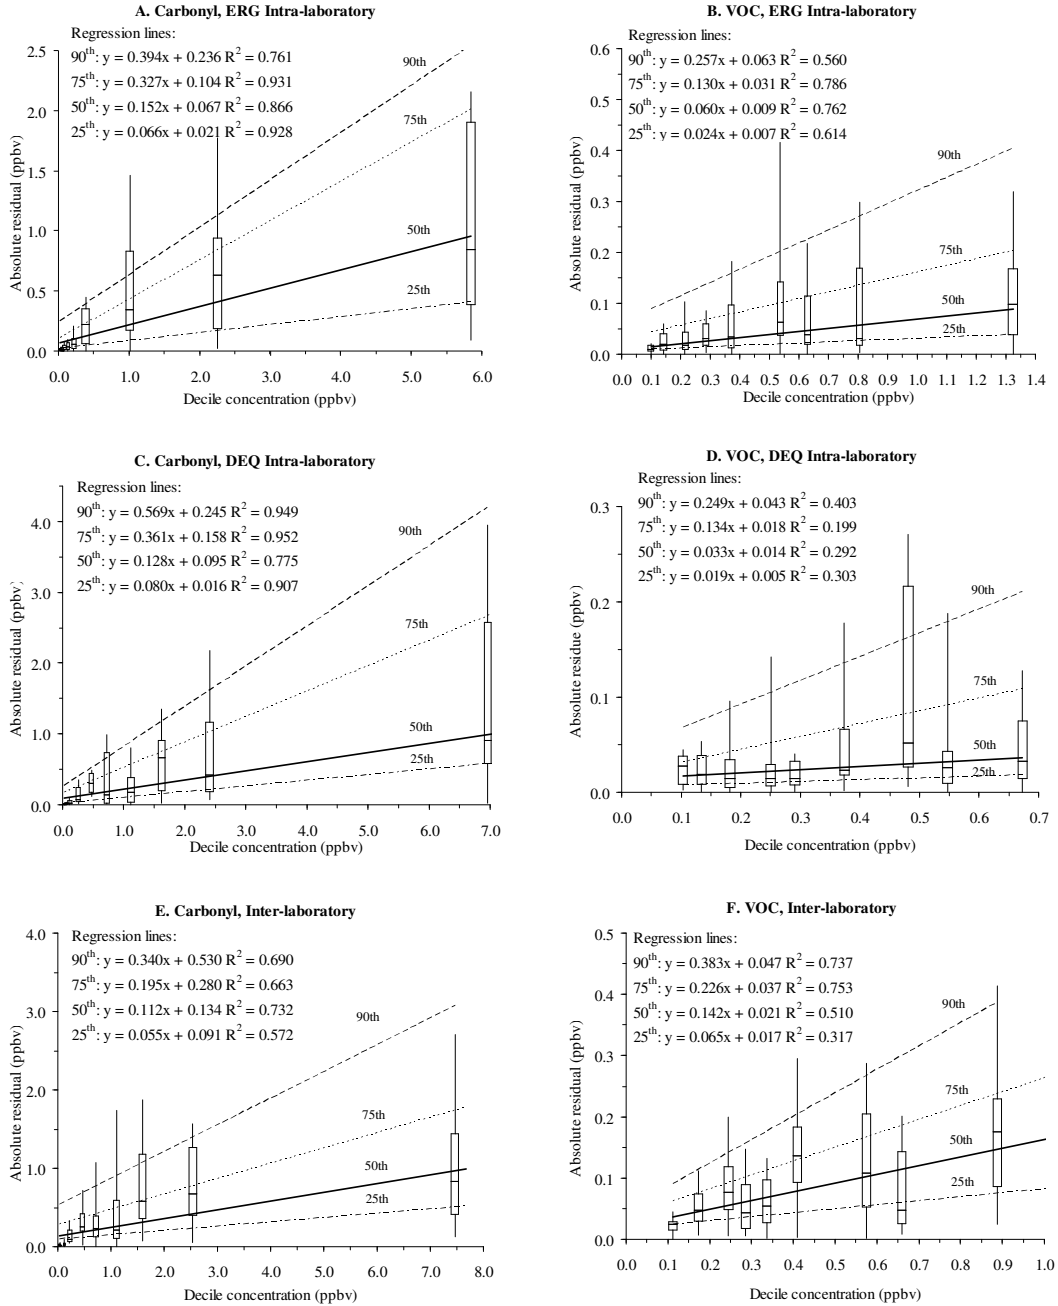 A. Carbonyl, ERG Intra-laboratory
Regression lines:
90th: y = 0.394x + 0.236 R2 = 0.761
75th: y = 0.327x + 0.104 R2 = 0.931
50th: y = 0.152x + 0.067 R2 = 0.866
25th: y = 0.066x + 0.021 R2 = 0.928
90th
75th
50th
25th
Absolute residual (ppbv)
2.5
2.0
1.5
1.0
0.5
0.0
0.0 1.0 2.0 3.0 4.0 5.0 6.0
Decile concentration (ppbv)
B. VOC, ERG Intra-laboratory
Regression lines:
90th: y = 0.257x + 0.063 R2 = 0.560
75th: y = 0.130x + 0.031 R2 = 0.786
50th: y = 0.060x + 0.009 R2 = 0.762
25th: y = 0.024x + 0.007 R2 = 0.614
90th
75th
50th
25th
Absolute residual (ppbv)
0.6
0.5
0.4
0.3
0.2
0.1
0.0
0.0 0.1 0.2 0.3 0.4 0.5 0.6 0.7 0.8 0.9 1.0 1.1 1.2 1.3 1.4
Decile concentration (ppbv)
C. Carbonyl, DEQ Intra-laboratory
Regression lines:
90th: y = 0.569x + 0.245 R2 = 0.949
75th: y = 0.361x + 0.158 R2 = 0.952
50th: y = 0.128x + 0.095 R2 = 0.775
25th: y = 0.080x + 0.016 R2 = 0.907
90th
75th
50th
25th
Absolute residual (ppbv)
4.0
3.0
2.0
1.0
0.0
0.0 1.0 2.0 3.0 4.0 5.0 6.0 7.0
Decile concentration (ppbv)
D. VOC, DEQ Intra-laboratory
Regression lines:
90th: y = 0.249x + 0.043 R2 = 0.403
75th: y = 0.134x + 0.018 R2 = 0.199
50th: y = 0.033x + 0.014 R2 = 0.292
25th: y = 0.019x + 0.005 R2 = 0.303
90th
75th
50th
25th
Absolute residue (ppbv)
0.3
0.2
0.1
0.0
0.0 0.1 0.2 0.3 0.4 0.5 0.6 0.7
Decile concentration (ppbv)
E. Carbonyl, Inter-laboratory
Regression lines:
90th: y = 0.340x + 0.530 R2 = 0.690
75th: y = 0.195x + 0.280 R2 = 0.663
50th: y = 0.112x + 0.134 R2 = 0.732
25th: y = 0.055x + 0.091 R2 = 0.572
90th
75th
50th
25th
Absolute residual (ppbv)
4.0
3.0
2.0
1.0
0.0
0.0 1.0 2.0 3.0 4.0 5.0 6.0 7.0 8.0
Decile concentration (ppbv)
F. VOC, Inter-laboratory
Regression lines:
90th: y = 0.383x + 0.047 R2 = 0.737
75th: y = 0.226x + 0.037 R2 = 0.753
50th: y = 0.142x + 0.021 R2 = 0.510
25th: y = 0.065x + 0.017 R2 = 0.317
90th
75th
50th
25th
Absolute residual (ppbv)
0.5
0.4
0.3
0.2
0.1
0.0
0.0 0.1 0.2 0.3 0.4 0.5 0.6 0.7 0.8 0.9 1.0
Decile concentration (ppbv)